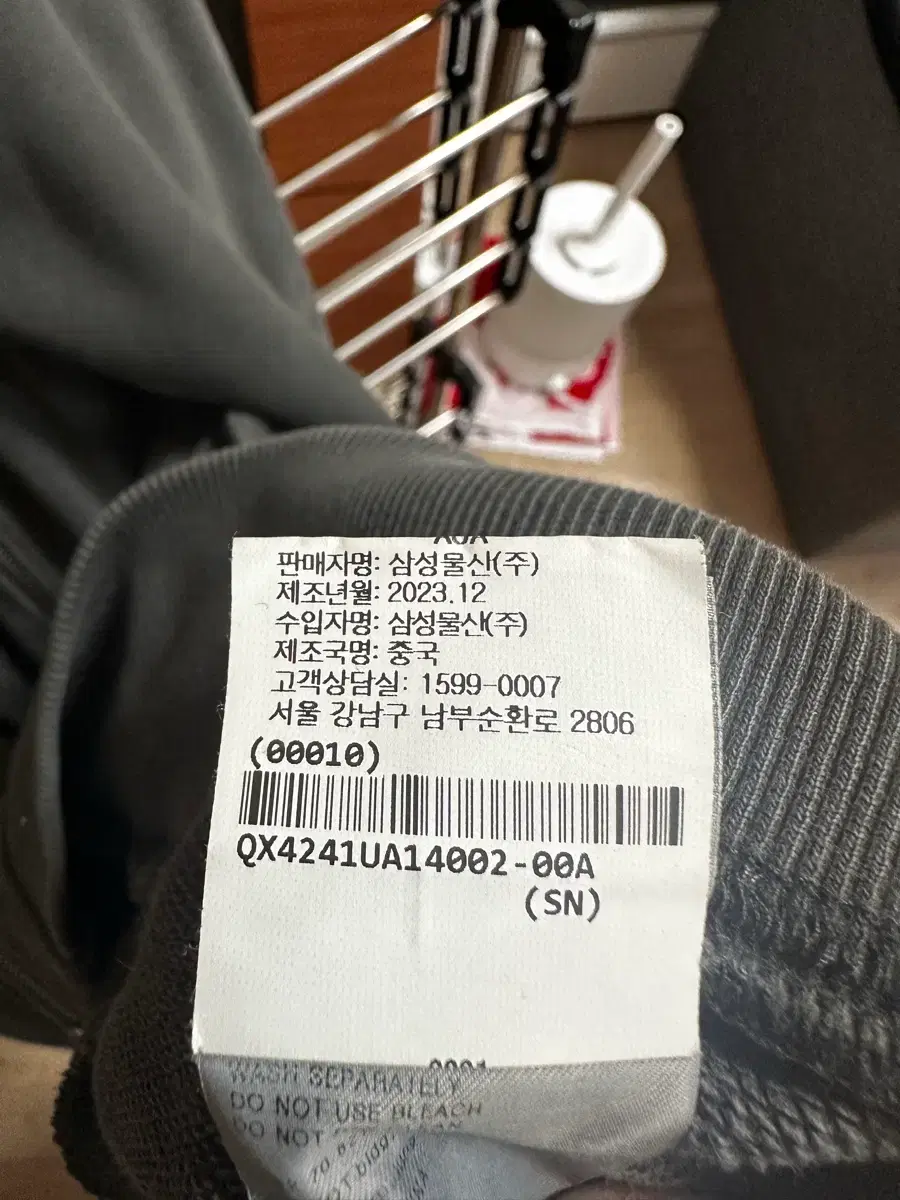 판매자명: 삼성물산(주)
제조년월: 2023.12
수입자명: 삼성물산(주)
제조국명: 중국
고객상담실: 1599-0007
서울 강남구 남부순환로 2806
(00010)
QX4241UA14002-00A
(SN)
WASH SEPARATELY
DO NOT USE BLEACH
DO NOT